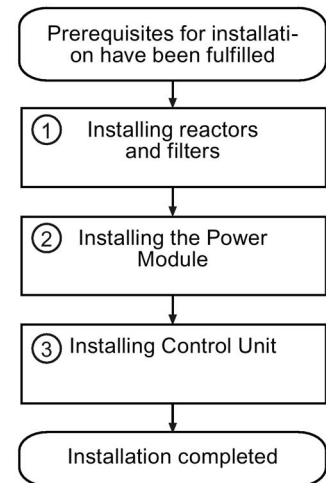 Prerequisites for installati-
on have been fulfilled
1 Installing reactors
and filters
2 Installing the Power
Module
3 Installing Control Unit
Installation completed